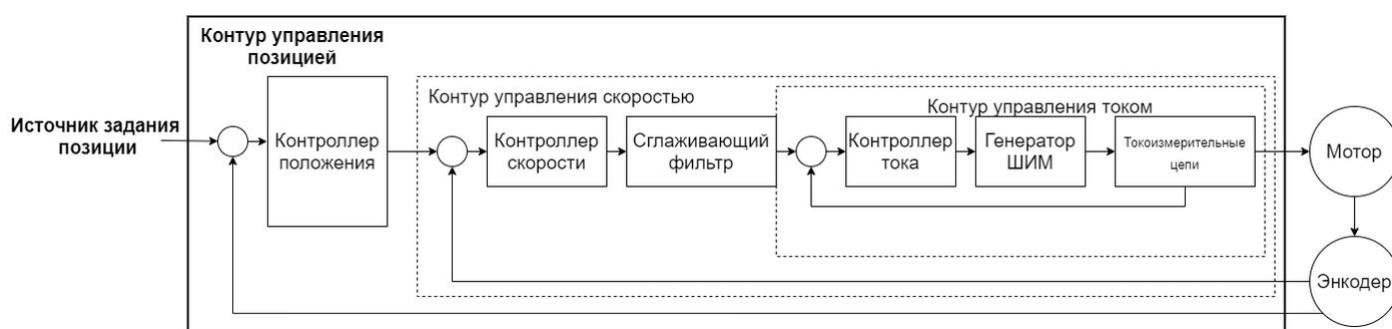 Контур управления
позицией
Контур управления скоростью
Контур управления током
Источник задания
позиции
Контроллер
положения
Контроллер
скорости
Сглаживающий
фильтр
Контроллер
тока
Генератор
ШИМ
Токоизмерительные
цепи
Мотор
Энкодер